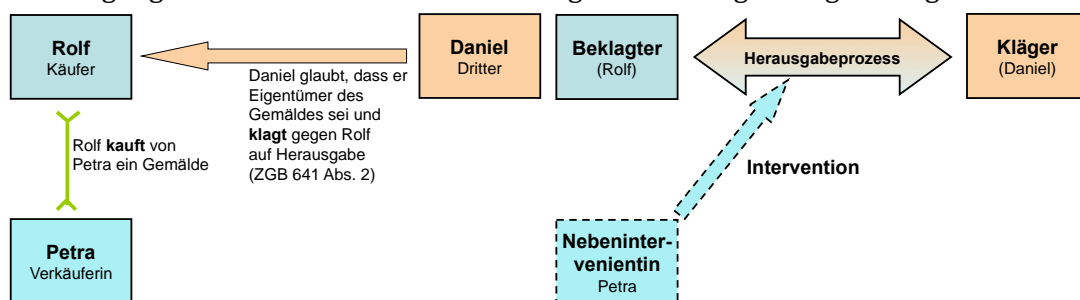 Rolf
Käufer
Daniel glaubt, dass er
Eigentümer des
Gemäldes sei und
klagt gegen Rolf
auf Herausgabe
(ZGB 641 Abs. 2)
Daniel
Dritter
Rolf kauft von
Petra ein Gemälde
Petra
Verkäuferin
Beklagter
(Rolf)
Herausgabeprozess
Kläger
(Daniel)
Intervention
Nebeninter-
venientin
Petra